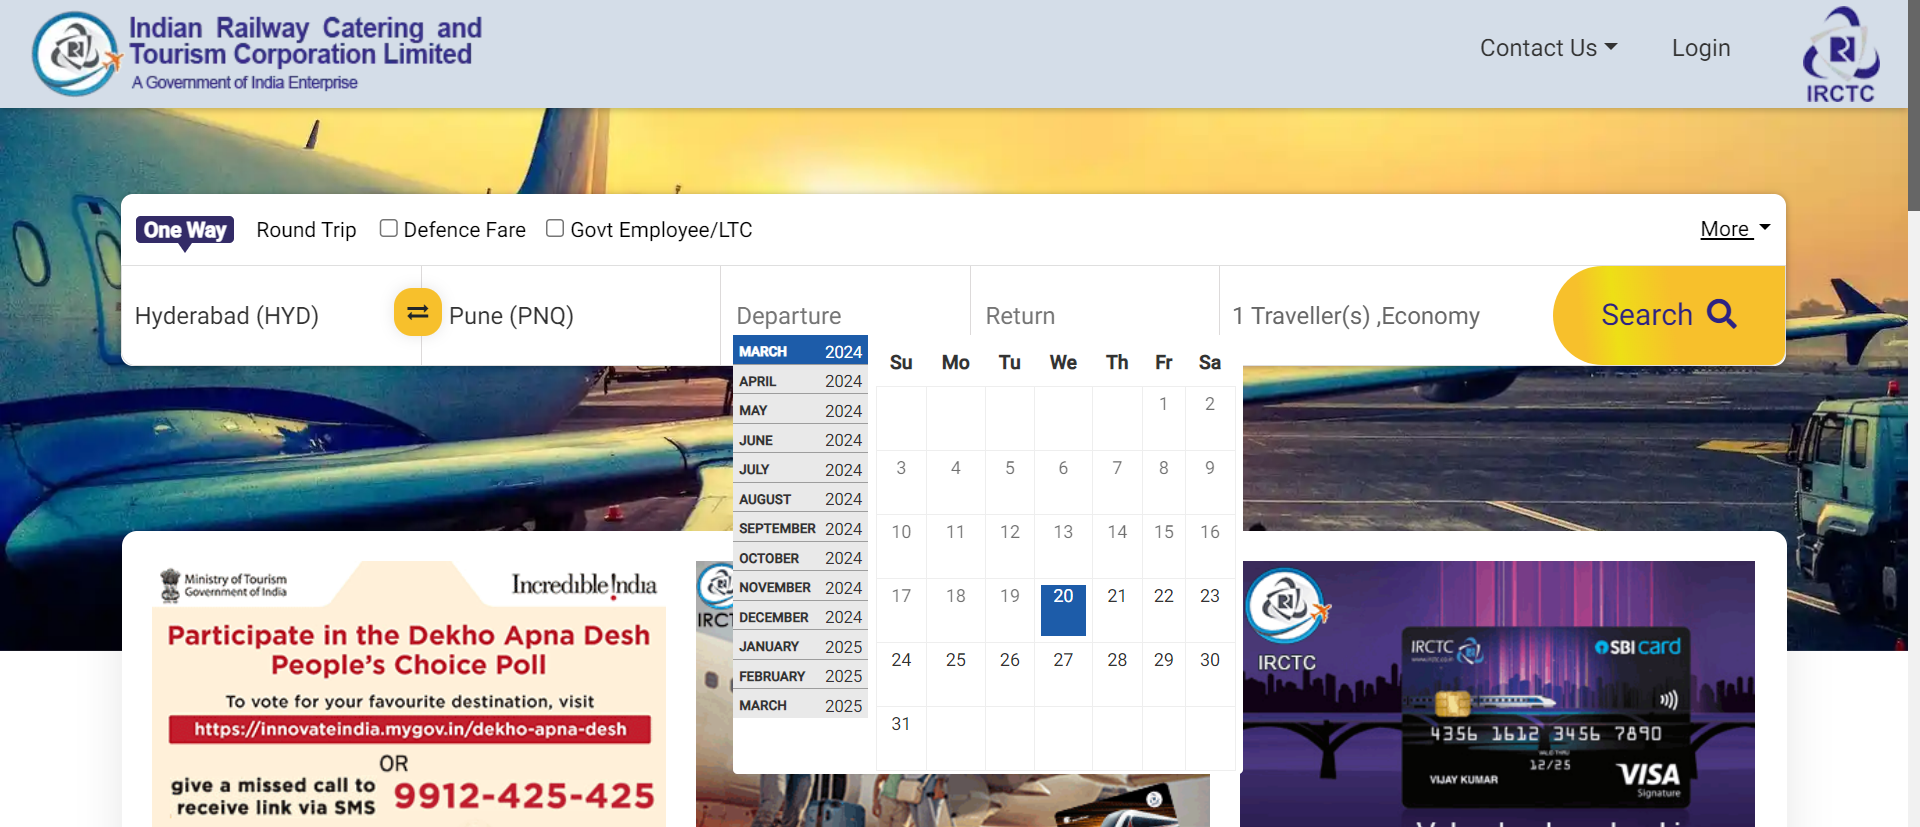 Indian Railway Catering and
Tourism Corporation Limited
A Government of India Enterprise
Contact Us
Login
IRCTC
One Way
Round Trip
Defence Fare
Govt Employee/LTC
More
Hyderabad (HYD)
Pune (PNQ)
Departure
Return
1 Traveller(s) ,Economy
Search
MARCH 2024
APRIL 2024
MAY 2024
JUNE 2024
JULY 2024
AUGUST 2024
SEPTEMBER 2024
OCTOBER 2024
NOVEMBER 2024
DECEMBER 2024
JANUARY 2025
FEBRUARY 2025
MARCH 2025
Su Mo Tu We Th Fr Sa
1 2
3 4 5 6 7 8 9
10 11 12 13 14 15 16
17 18 19 20 21 22 23
24 25 26 27 28 29 30
31
Ministry of Tourism
Government of India
Incredible!ndia
Participate in the Dekho Apna Desh
People's Choice Poll
To vote for your favourite destination, visit
https://innovateindia.mygov.in/dekho-apna-desh
OR
give a missed call to
receive link via SMS
9912-425-425
IRCT
IRCTC
IRCTC
SBI card
4356 1612 3456 7890
VALID THRU
12/25
VIJAY KUMAR
VISA
Signature